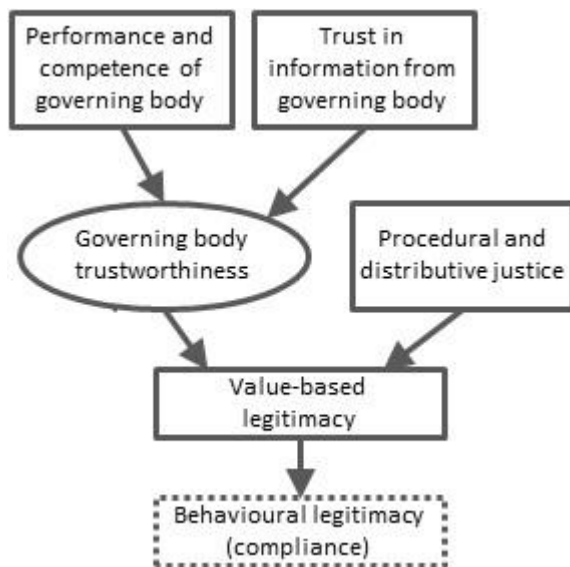 Performance and
competence of
governing body
Trust in
information from
governing body
Governing body
trustworthiness
Procedural and
distributive justice
Value-based
legitimacy
Behavioural legitimacy
(compliance)